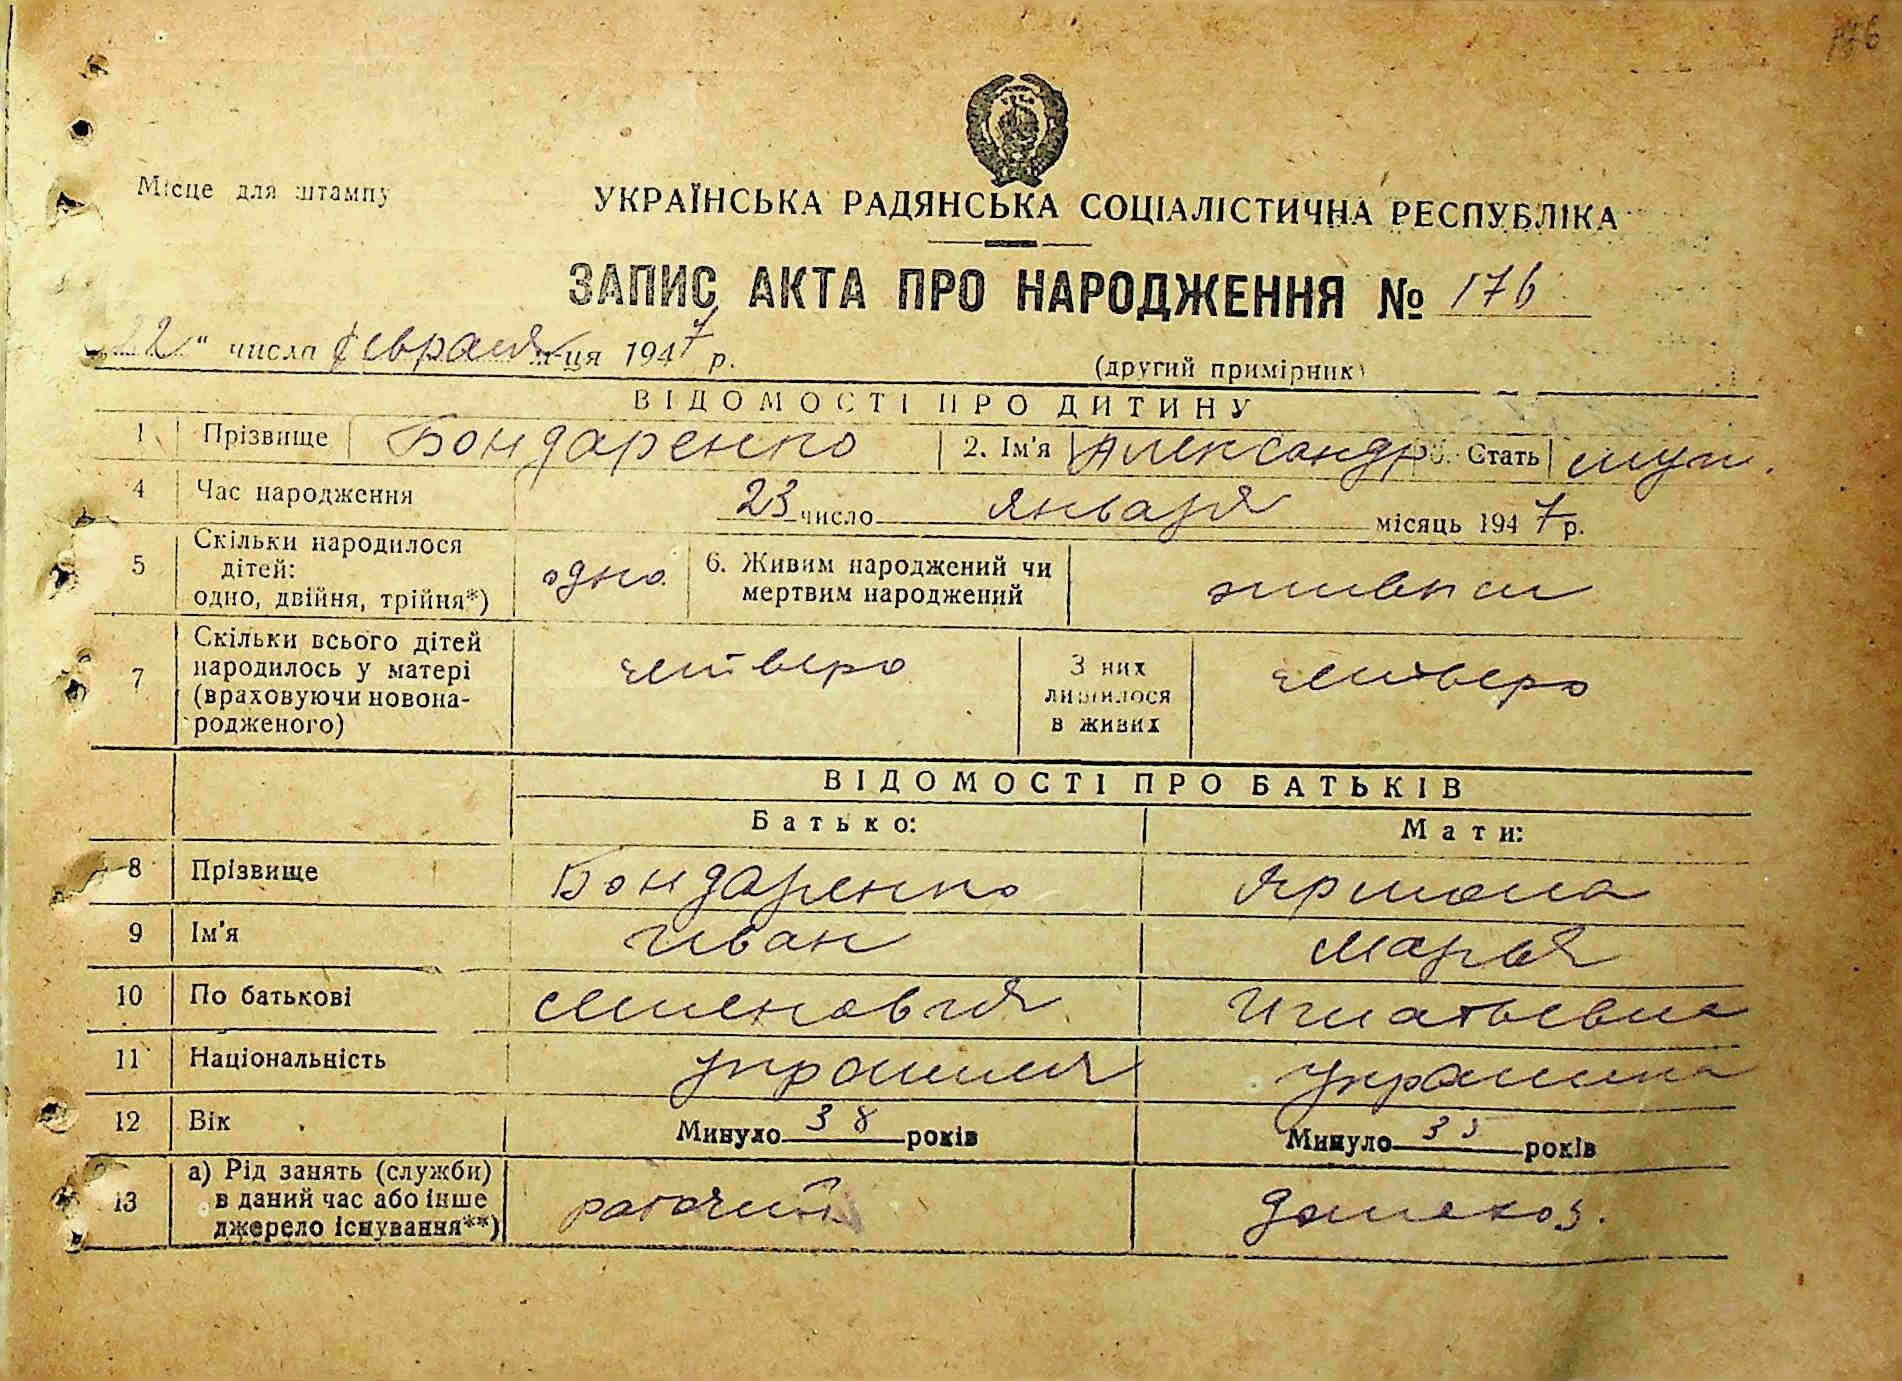 176
Місце для штампу
УКРАЇНСЬКА РАДЯНСЬКА СОЦІАЛІСТИЧНА РЕСПУБЛІКА
ЗАПИС АКТА ПРО НАРОДЖЕННЯ № 176
22 " числа февраля м-ця 1947 р.
(другий примірник)
ВІДОМОСТІ ПРО ДИТИНУ
1 Прізвище Бондаренко 2. Ім'я Александр 3. Стать муж.
4 Час народження 23 число января місяць 1947 р.
5 Скільки народилося дітей: одно, двійня, трійня*) одно 6. Живим народжений чи мертвим народжений живым
7 Скільки всього дітей народилось у матері (враховуючи новонародженого) четверо З них лишилося в живих четверо
ВІДОМОСТІ ПРО БАТЬКІВ
Батько: Мати:
8 Прізвище Бондаренко
9 Ім'я Иван Марья
10 По батькові Семенович Игнатьевна
11 Національність украинец украинка
12 Вік Минуло 38 років Минуло 35 років
13 а) Рід занять (служби) в даний час або інше джерело існування**) рабочий домохоз.